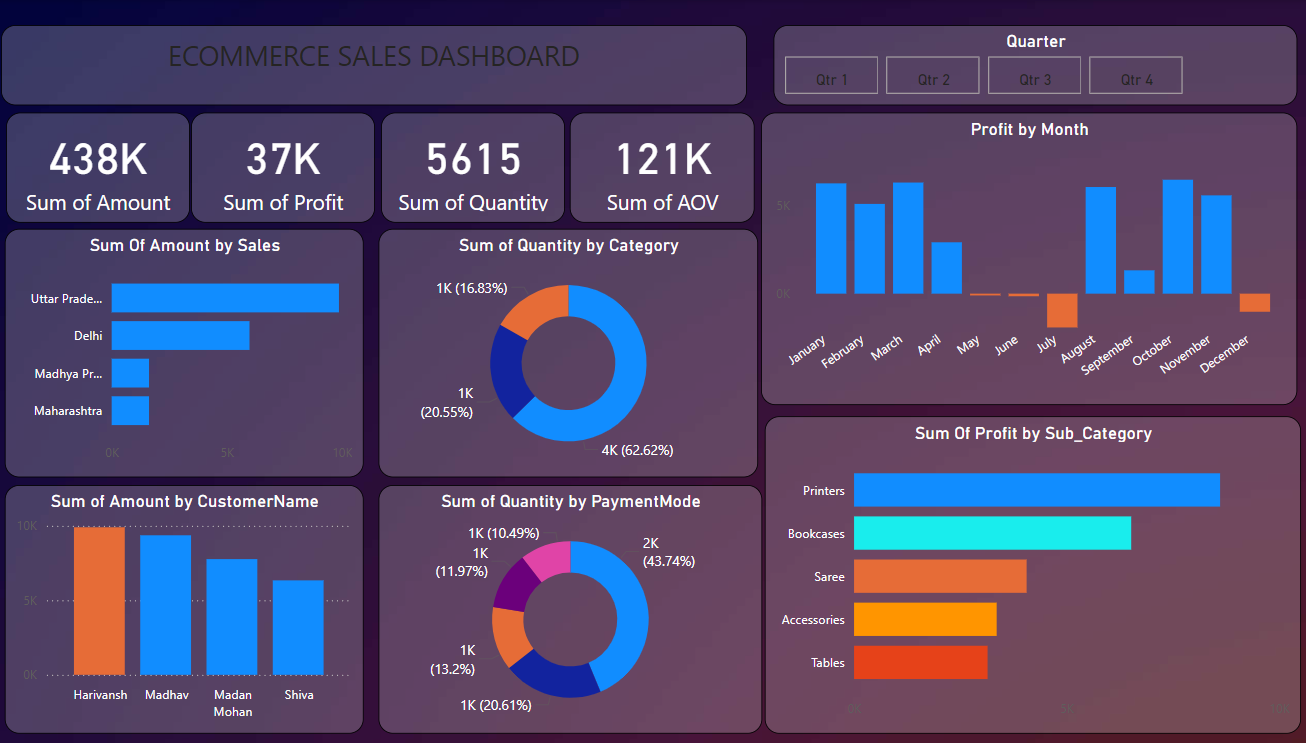 ECOMMERCE SALES DASHBOARD
Quarter
Qtr 1
Qtr 2
Qtr 3
Qtr 4
438K
Sum of Amount
37K
Sum of Profit
5615
Sum of Quantity
121K
Sum of AOV
Profit by Month
5K
0K
January
February
March
April
May
June
July
August
September
October
November
December
Sum Of Amount by Sales
Uttar Prade...
Delhi
Madhya Pr...
Maharashtra
0K
5K
10K
Sum of Quantity by Category
1K (16.83%)
1K
(20.55%)
4K (62.62%)
Sum Of Profit by Sub_Category
Printers
Bookcases
Saree
Accessories
Tables
0K
5K
10K
Sum of Amount by CustomerName
10K
5K
0K
Harivansh
Madhav
Madan
Mohan
Shiva
Sum of Quantity by PaymentMode
1K (10.49%)
1K
(11.97%)
2K
(43.74%)
1K
(13.2%)
1K (20.61%)